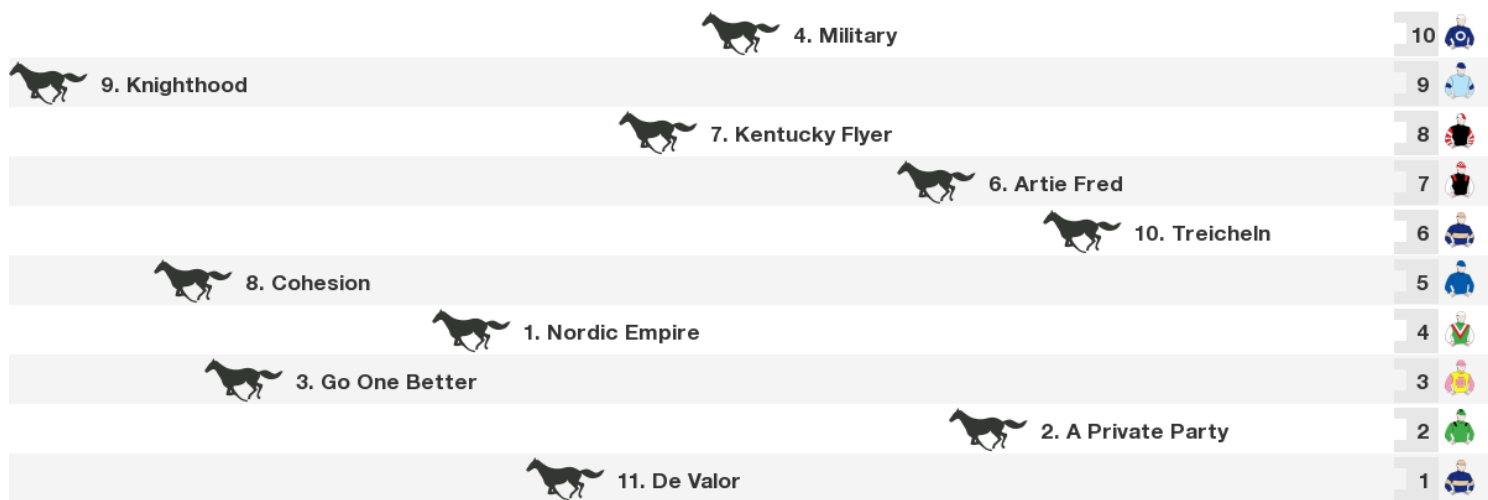 4. Military 10
9. Knighthood 9
7. Kentucky Flyer 8
6. Artie Fred 7
10. Treicheln 6
8. Cohesion 5
1. Nordic Empire 4
3. Go One Better 3
2. A Private Party 2
11. De Valor 1